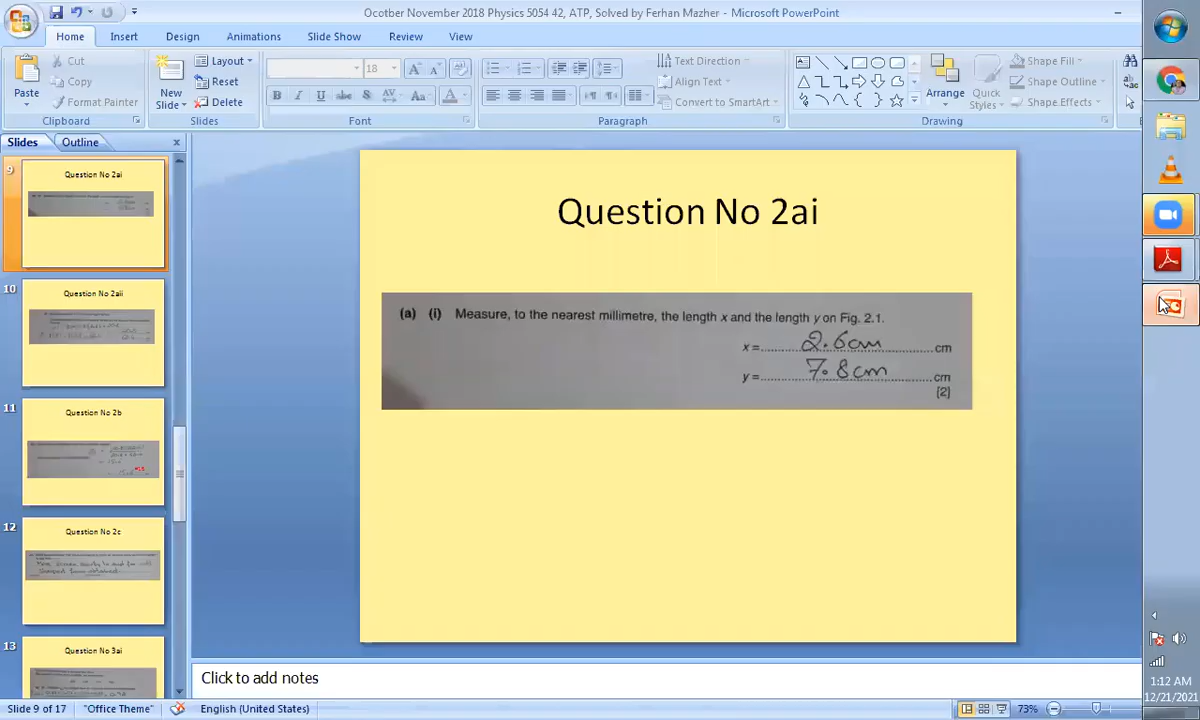 Ocotber November 2018 Physics 5054 42, ATP, Solved by Ferhan Mazher - Microsoft PowerPoint
Home Insert Design Animations Slide Show Review View
Paste
Cut
Copy
Format Painter
Clipboard
New Slide
Layout
Reset
Delete
Slides
18
B I U abc S AV Aa A
Font
Text Direction
Align Text
Convert to SmartArt
Paragraph
Arrange
Quick Styles
Shape Fill
Shape Outline
Shape Effects
Drawing
Slides Outline
9
Question No 2ai
10
Question No 2aii
11
Question No 2b
12
Question No 2c
13
Question No 3ai
Question No 2ai
(a) (i) Measure, to the nearest millimetre, the length x and the length y on Fig. 2.1.
x = 2.6cm cm
y = 7.8cm cm
[2]
Click to add notes
Slide 9 of 17 "Office Theme" English (United States) 73%
1:12 AM
12/21/2021